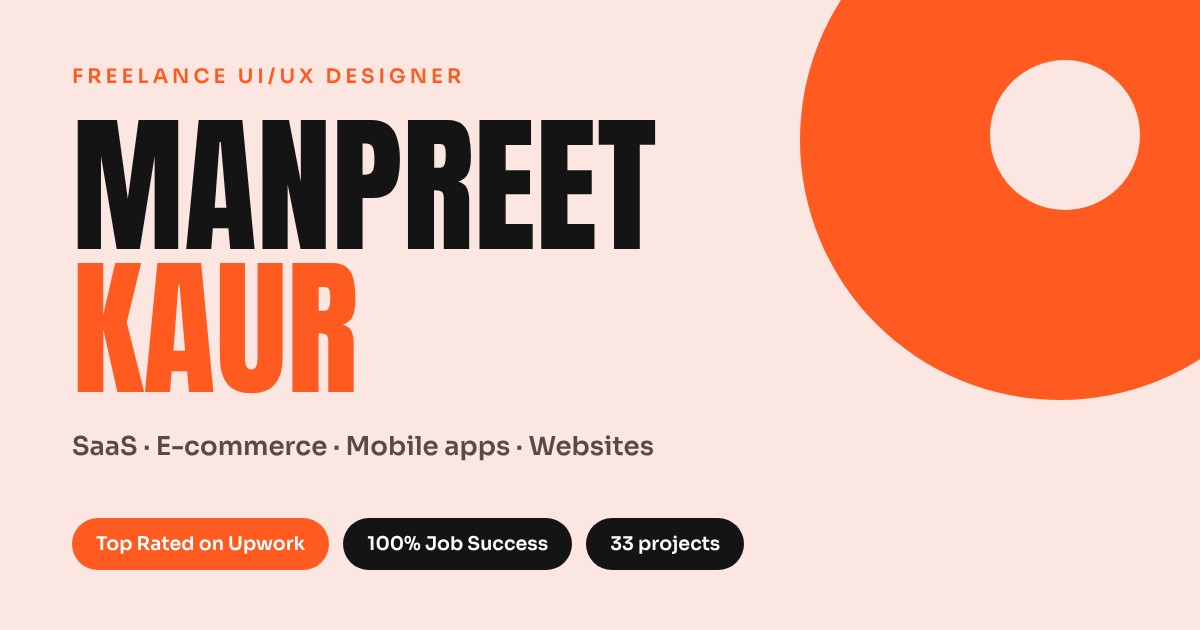 FREELANCE UI/UX DESIGNER
MANPREET
KAUR
SaaS · E-commerce · Mobile apps · Websites
Top Rated on Upwork
100% Job Success
33 projects